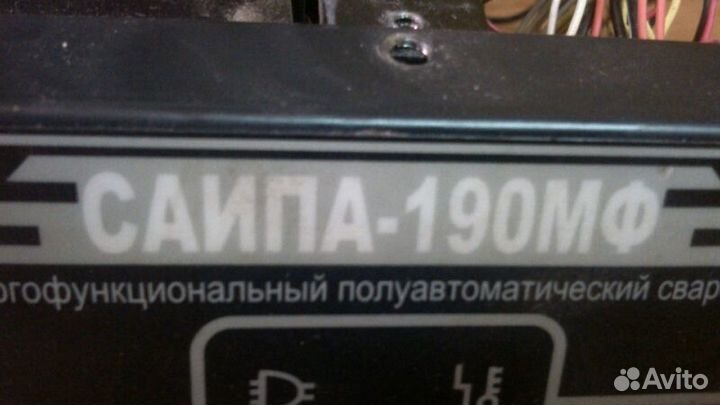 САИПА-190МФ
огофункциональный полуавтоматический свар
Avito